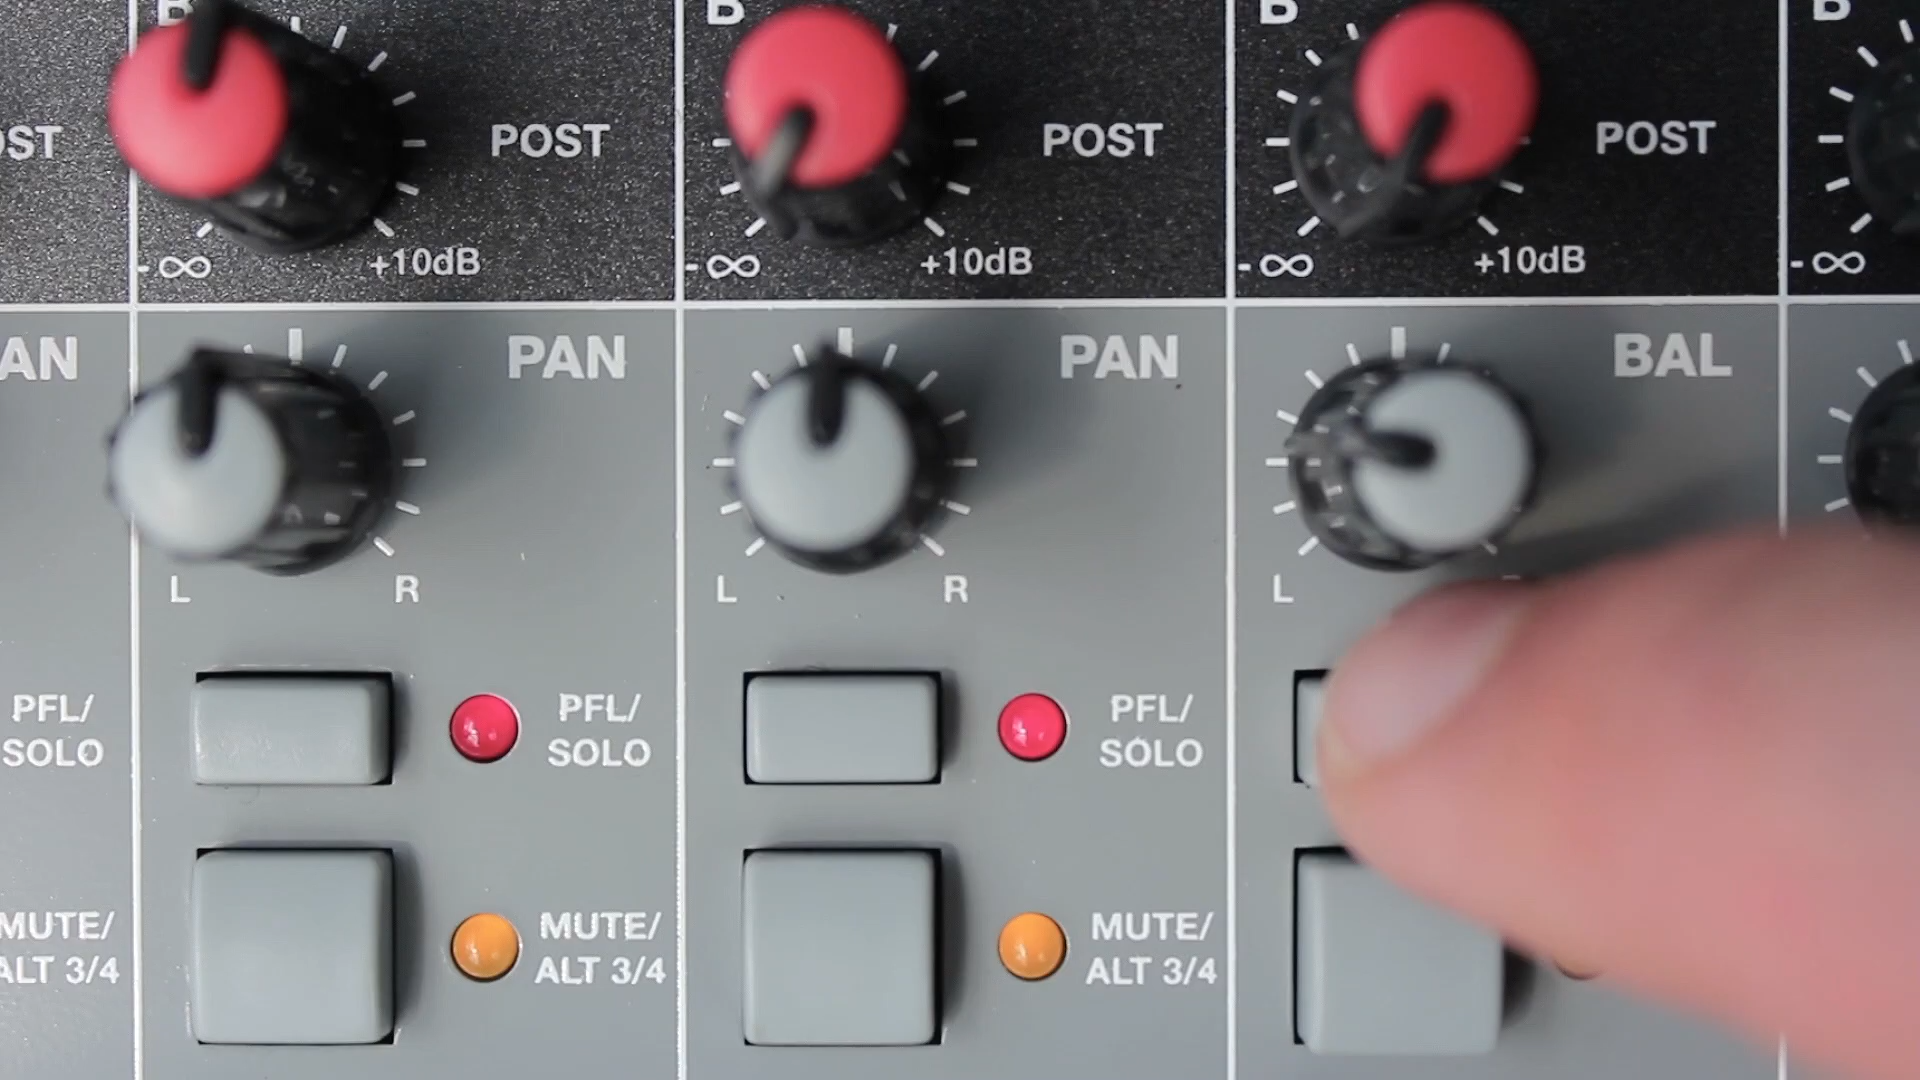 B B B B
OST POST POST POST
-∞ +10dB -∞ +10dB -∞ +10dB -∞
AN PAN PAN BAL
L R L R L
PFL/ PFL/ PFL/
SOLO SOLO SOLO
MUTE/ MUTE/ MUTE/
ALT 3/4 ALT 3/4 ALT 3/4